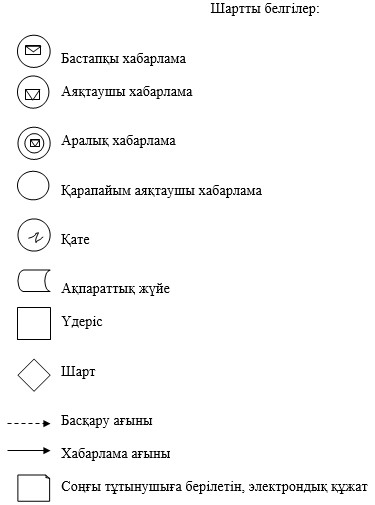 Шартты белгілер:
Бастапқы хабарлама
Аяқтаушы хабарлама
Аралық хабарлама
Қарапайым аяқтаушы хабарлама
Қате
Ақпараттық жүйе
Үдеріс
Шарт
Басқару ағыны
Хабарлама ағыны
Соңғы тұтынушыға берілетін, электрондық құжат